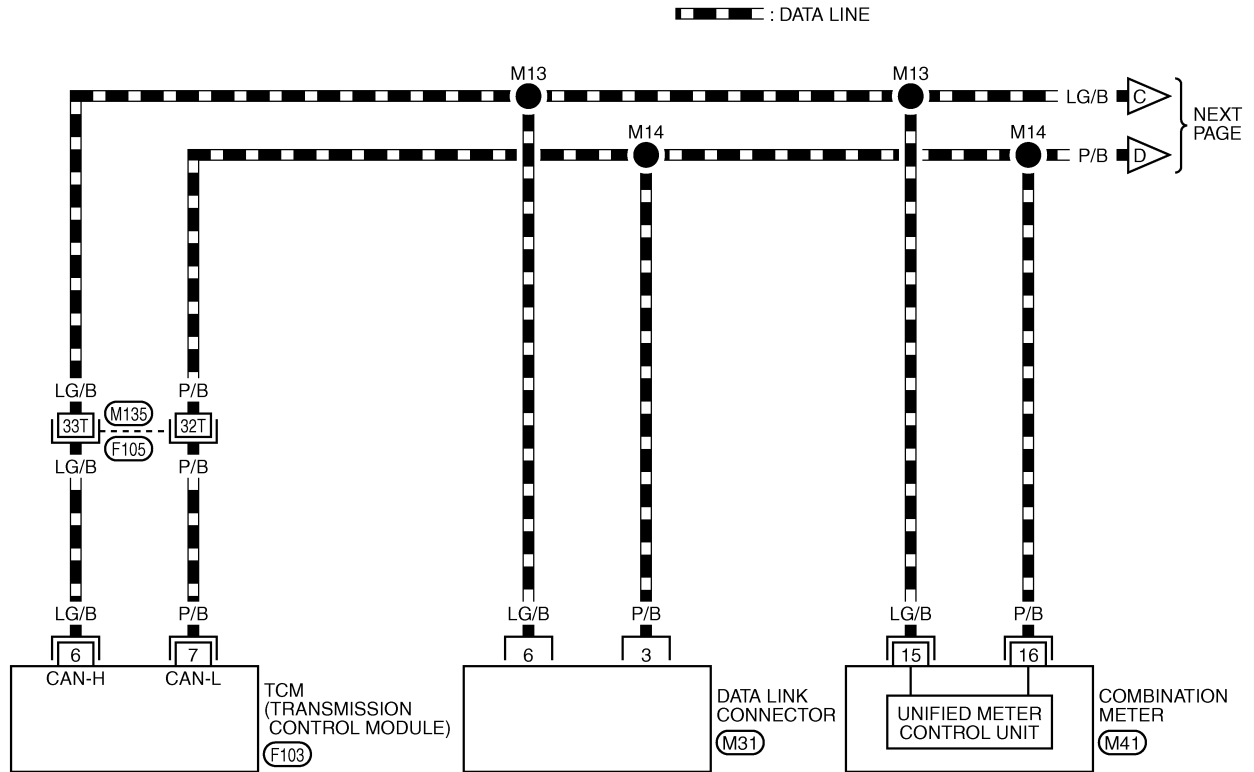 : DATA LINE
M13
M13
LG/B
C
NEXT
PAGE
M14
M14
P/B
D
LG/B
P/B
33T
M135
32T
F105
LG/B
P/B
LG/B
P/B
LG/B
P/B
LG/B
P/B
6
7
6
3
15
16
CAN-H
CAN-L
TCM
(TRANSMISSION
CONTROL MODULE)
F103
DATA LINK
CONNECTOR
M31
UNIFIED METER
CONTROL UNIT
COMBINATION
METER
M41